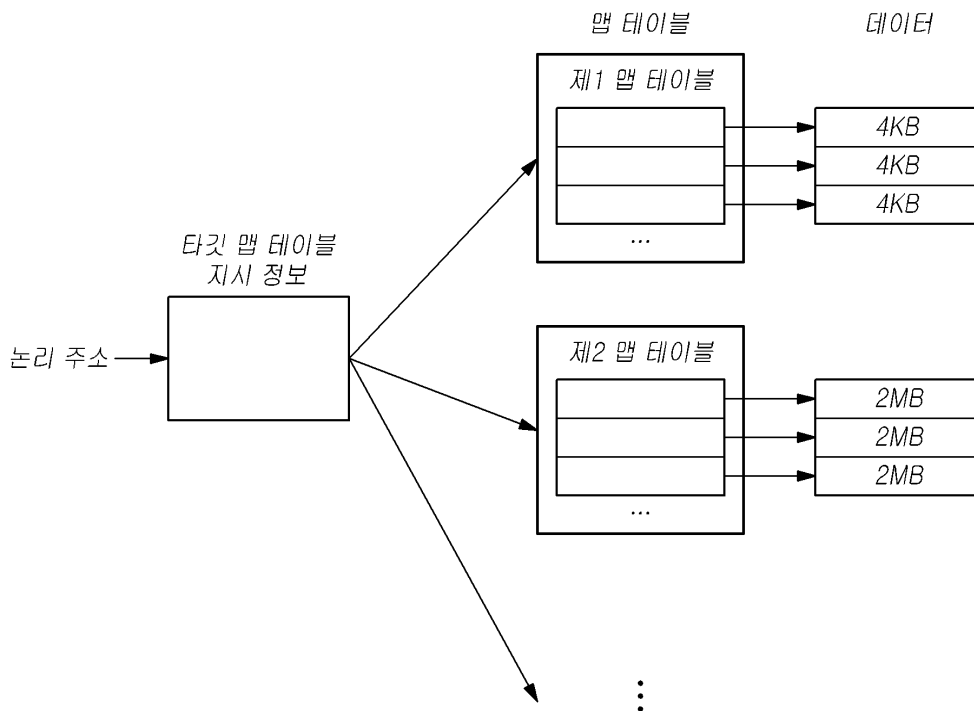 맵 테이블
데이터
제1 맵 테이블
4KB
4KB
4KB
...
타깃 맵 테이블
지시 정보
논리 주소
제2 맵 테이블
2MB
2MB
2MB
...